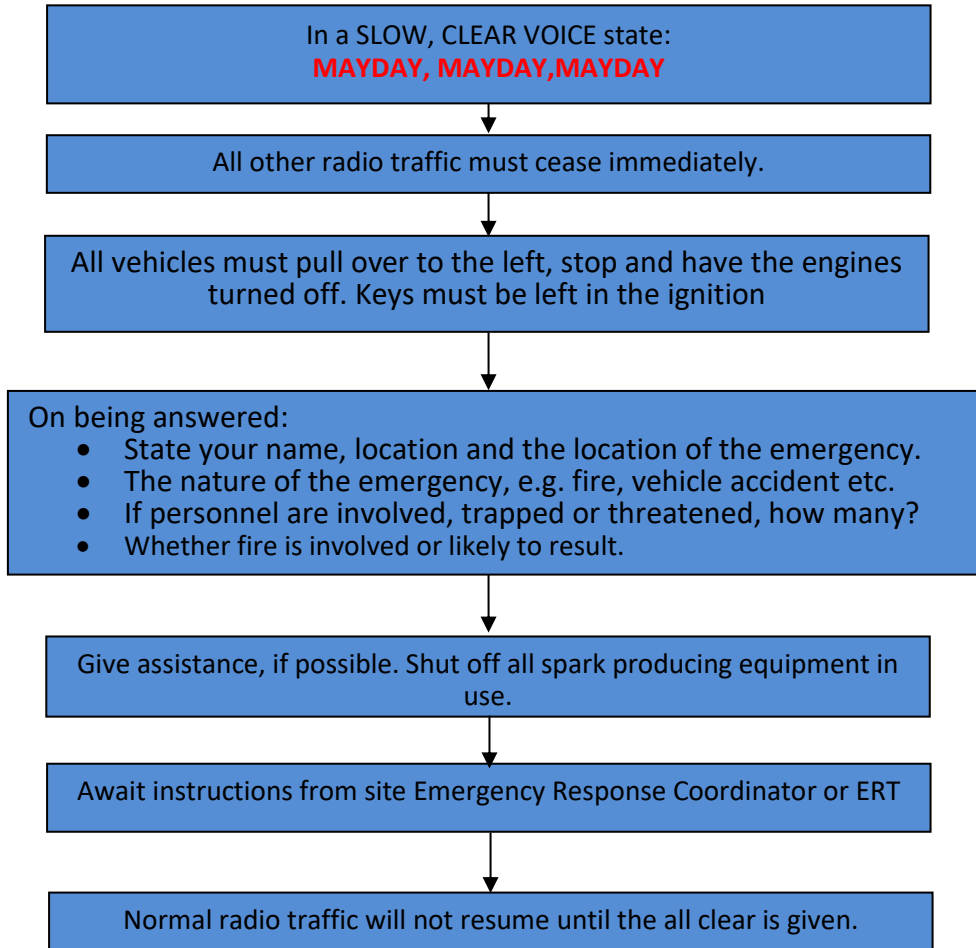 In a SLOW, CLEAR VOICE state:
MAYDAY, MAYDAY,MAYDAY
All other radio traffic must cease immediately.
All vehicles must pull over to the left, stop and have the engines
turned off. Keys must be left in the ignition
On being answered:
• State your name, location and the location of the emergency.
• The nature of the emergency, e.g. fire, vehicle accident etc.
• If personnel are involved, trapped or threatened, how many?
• Whether fire is involved or likely to result.
Give assistance, if possible. Shut off all spark producing equipment in
use.
Await instructions from site Emergency Response Coordinator or ERT
Normal radio traffic will not resume until the all clear is given.